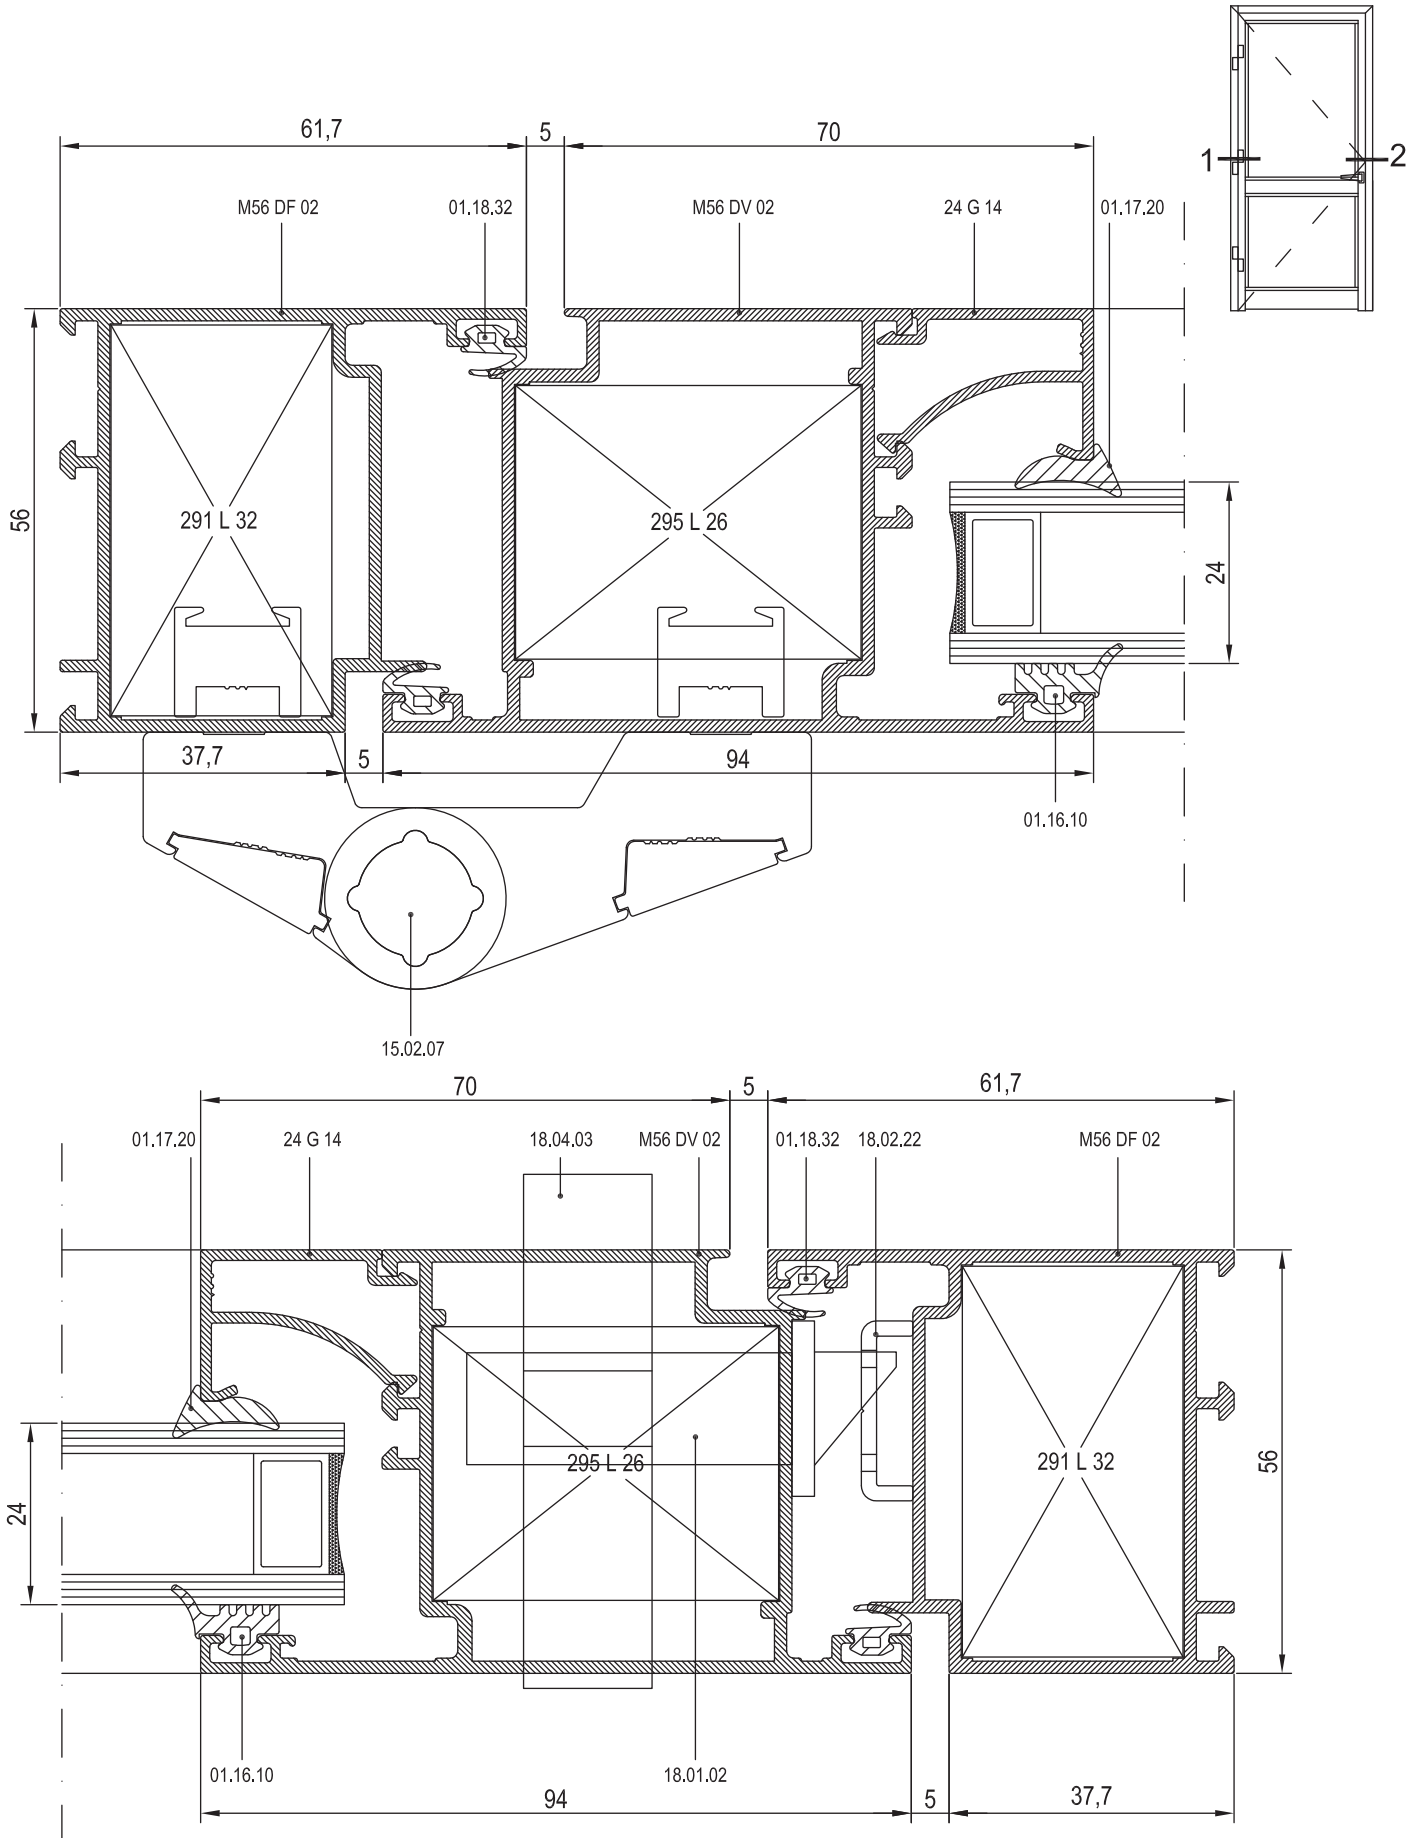 1 2
61,7 5 70
M56 DF 02 01.18.32 M56 DV 02 24 G 14 01.17.20
56 291 L 32 295 L 26 24
37,7 5 94
01.16.10
15.02.07
70 5 61,7
01.17.20 24 G 14 18.04.03 M56 DV 02 01.18.32 18.02.22 M56 DF 02
24 295 L 26 291 L 32 56
01.16.10 18.01.02
94 5 37,7